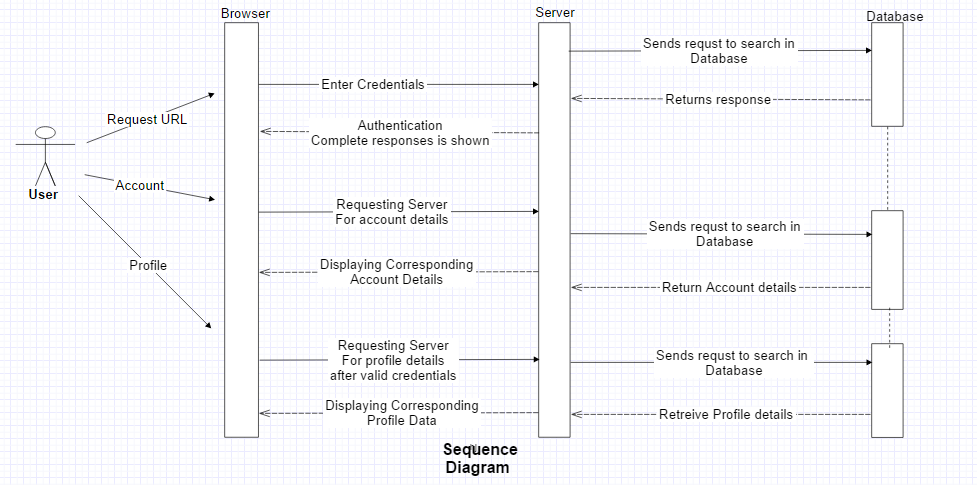 Browser
Server
Database
Sends requst to search in
Database
Enter Credentials
Returns response
Request URL
Authentication
Complete responses is shown
User
Account
Requesting Server
For account details
Sends requst to search in
Database
Profile
Displaying Corresponding
Account Details
Return Account details
Requesting Server
For profile details
after valid credentials
Sends requst to search in
Database
Displaying Corresponding
Profile Data
Retreive Profile details
Sequence
Diagram